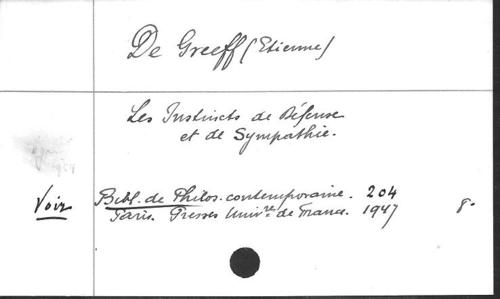 De Greeff (Etienne)
Les Instincts de Défense
et de Sympathie.
Voir Bibl. de Philos. contemporaine. 204
Paris. Presses Univ.re de France. 1947 8°